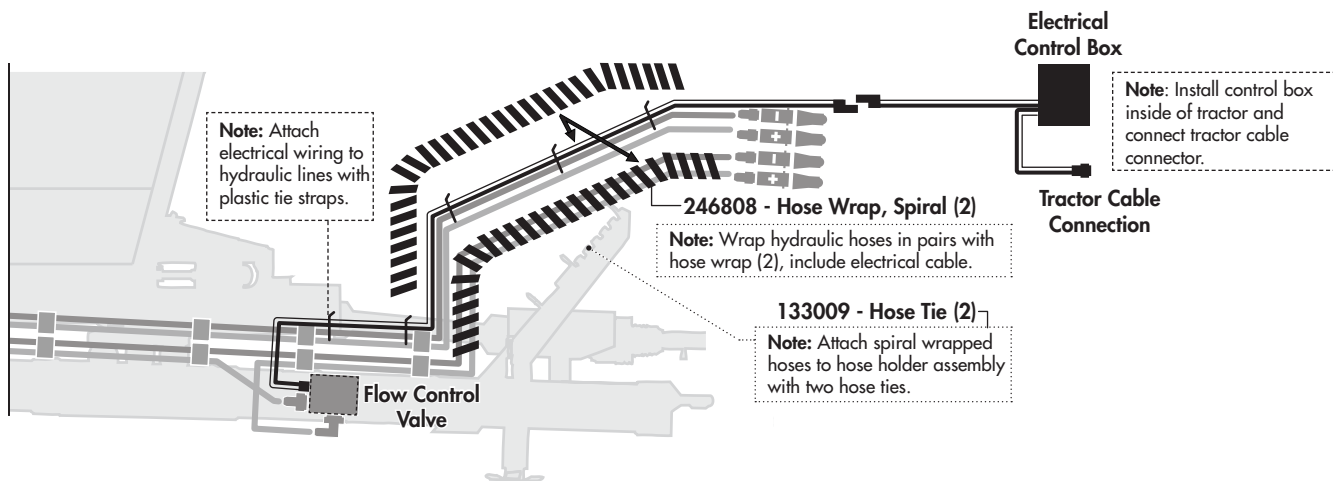 Electrical
Control Box
Note: Install control box
inside of tractor and
connect tractor cable
connector.
Note: Attach
electrical wiring to
hydraulic lines with
plastic tie straps.
−
+
−
+
Tractor Cable
Connection
246808 - Hose Wrap, Spiral (2)
Note: Wrap hydraulic hoses in pairs with
hose wrap (2), include electrical cable.
133009 - Hose Tie (2)
Note: Attach spiral wrapped
hoses to hose holder assembly
with two hose ties.
Flow Control
Valve